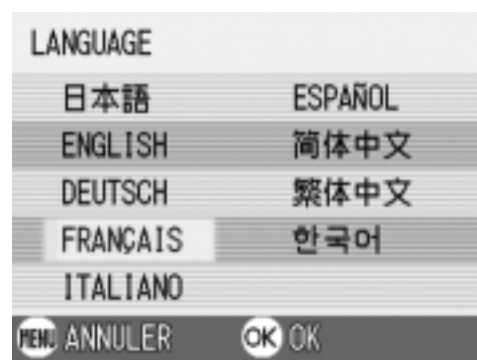 LANGUAGE
日本語 ESPAÑOL
ENGLISH 简体中文
DEUTSCH 繁体中文
FRANÇAIS 한국어
ITALIANO
MENU ANNULER OK OK